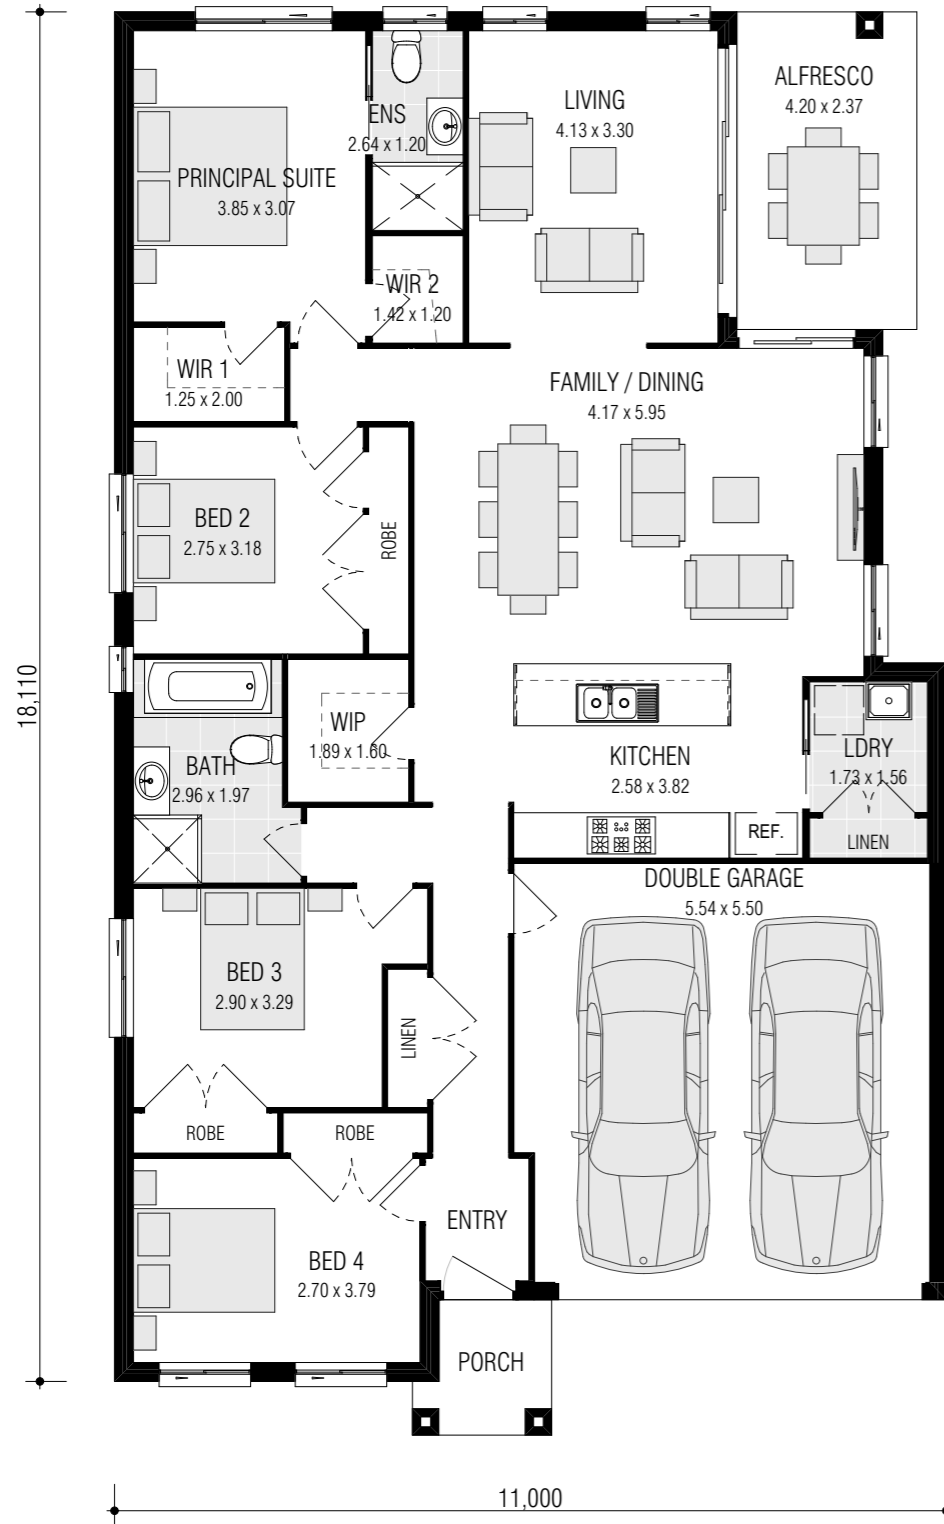 ALFRESCO
4.20 x 2.37
LIVING
4.13 x 3.30
ENS
2.64 x 1.20
PRINCIPAL SUITE
3.85 x 3.07
WIR 2
1.42 x 1.20
WIR 1
1.25 x 2.00
FAMILY / DINING
4.17 x 5.95
BED 2
2.75 x 3.18
ROBE
18,110
WIP
1.89 x 1.60
BATH
2.96 x 1.97
KITCHEN
2.58 x 3.82
LDRY
1.73 x 1.56
REF.
LINEN
DOUBLE GARAGE
5.54 x 5.50
BED 3
2.90 x 3.29
LINEN
ROBE
ROBE
ENTRY
BED 4
2.70 x 3.79
PORCH
11,000